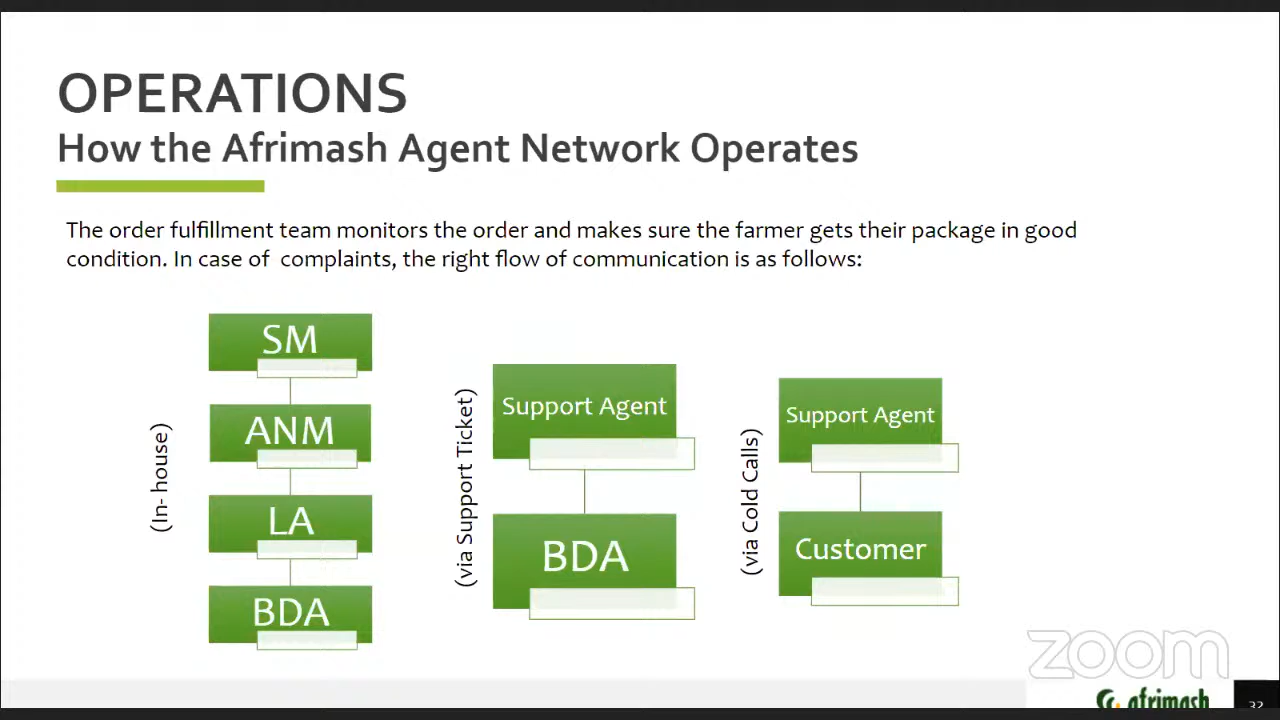 OPERATIONS
How the Afrimash Agent Network Operates
The order fulfillment team monitors the order and makes sure the farmer gets their package in good
condition. In case of complaints, the right flow of communication is as follows:
(In- house)
SM
ANM
LA
BDA
(via Support Ticket)
Support Agent
BDA
(via Cold Calls)
Support Agent
Customer
zoom
afrimash
32